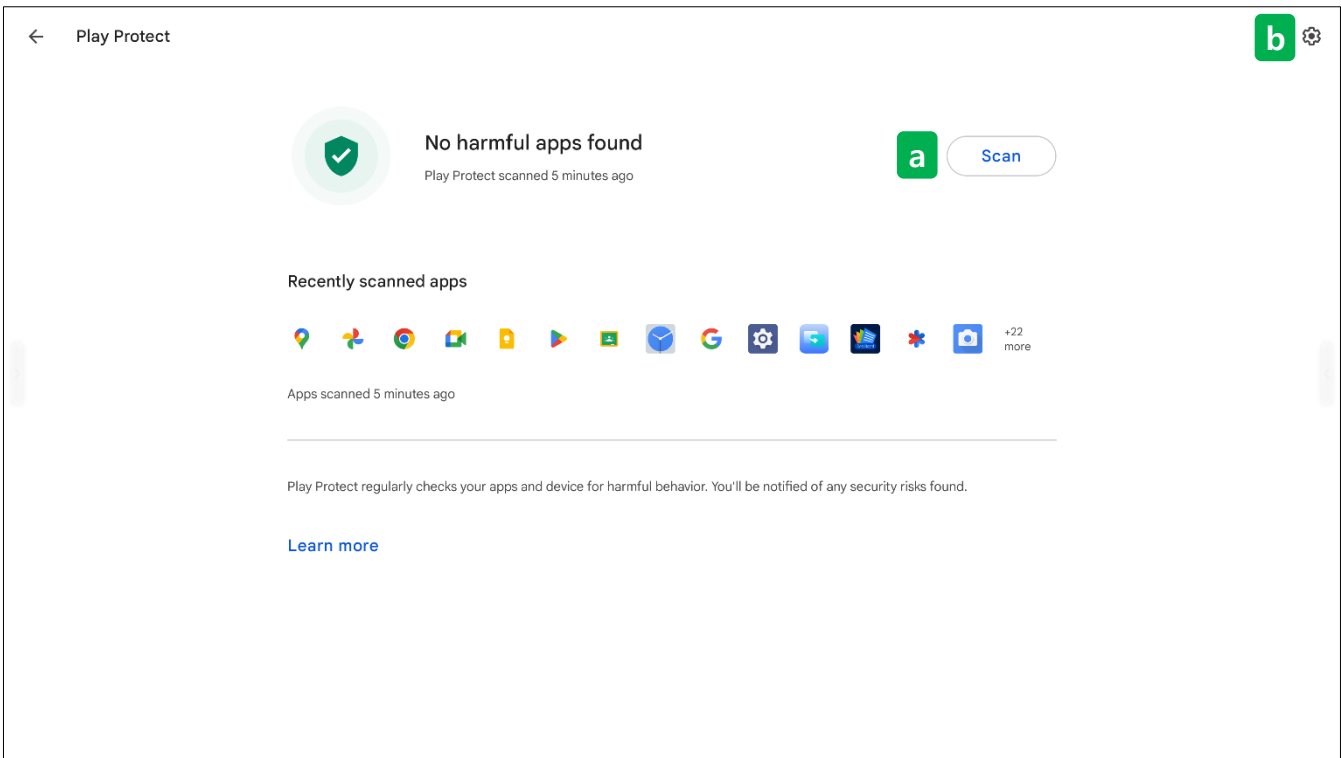 Play Protect
b
No harmful apps found
Play Protect scanned 5 minutes ago
a
Scan
Recently scanned apps
+22
more
Apps scanned 5 minutes ago
Play Protect regularly checks your apps and device for harmful behavior. You'll be notified of any security risks found.
Learn more